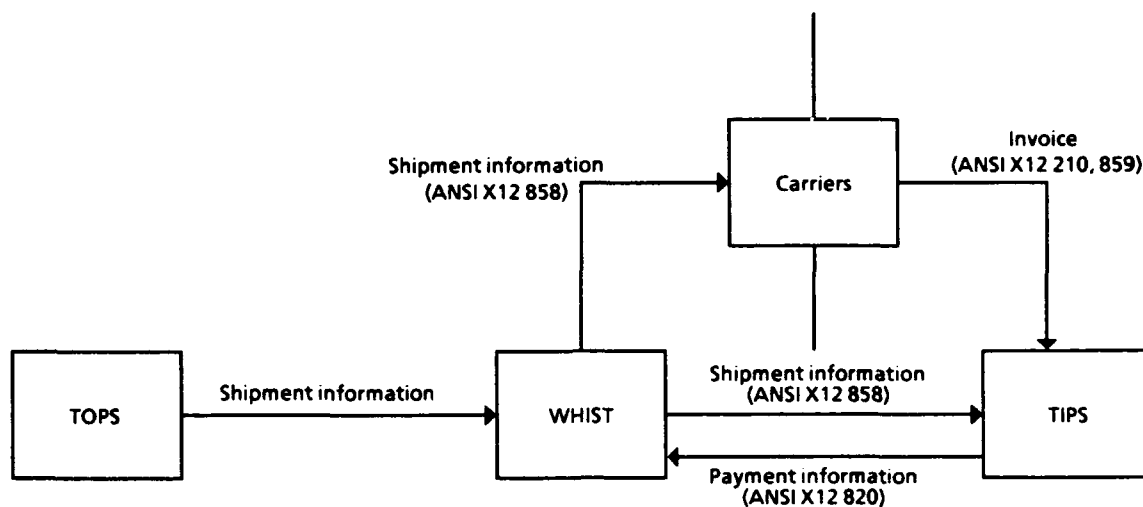 Invoice
(ANSI X12 210, 859)
Shipment information
(ANSI X12 858)
Carriers
TOPS
Shipment information
WHIST
Shipment information
(ANSI X12 858)
TIPS
Payment information
(ANSI X12 820)